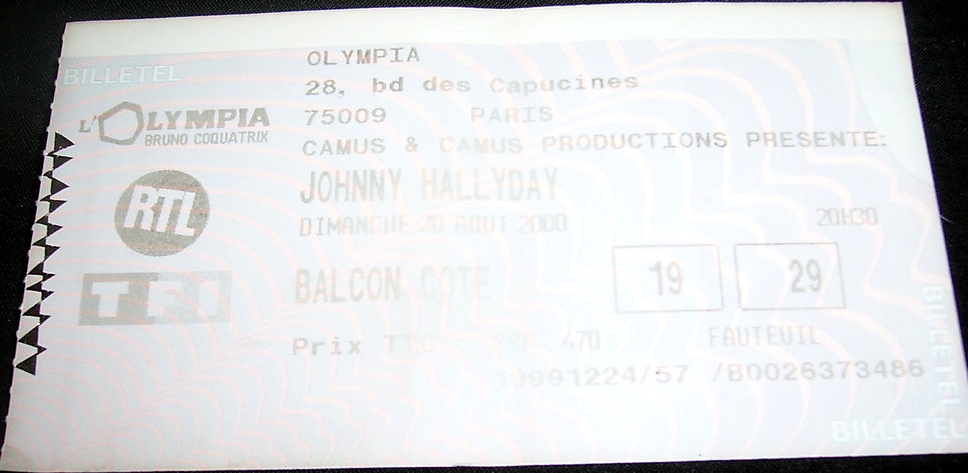 BILLETEL
OLYMPIA
28, bd des Capucines
L'OLYMPIA
BRUNO COQUATRIX
75009 PARIS
CAMUS & CAMUS PRODUCTIONS PRESENTE:
RTL
JOHNNY HALLYDAY
DIMANCHE 20 AOUT 2000 20H30
TF1
BALCON COTE 19 29
Prix 470 FAUTEUIL
19991224/57 /B0026373486
BILLETEL
BILLETEL